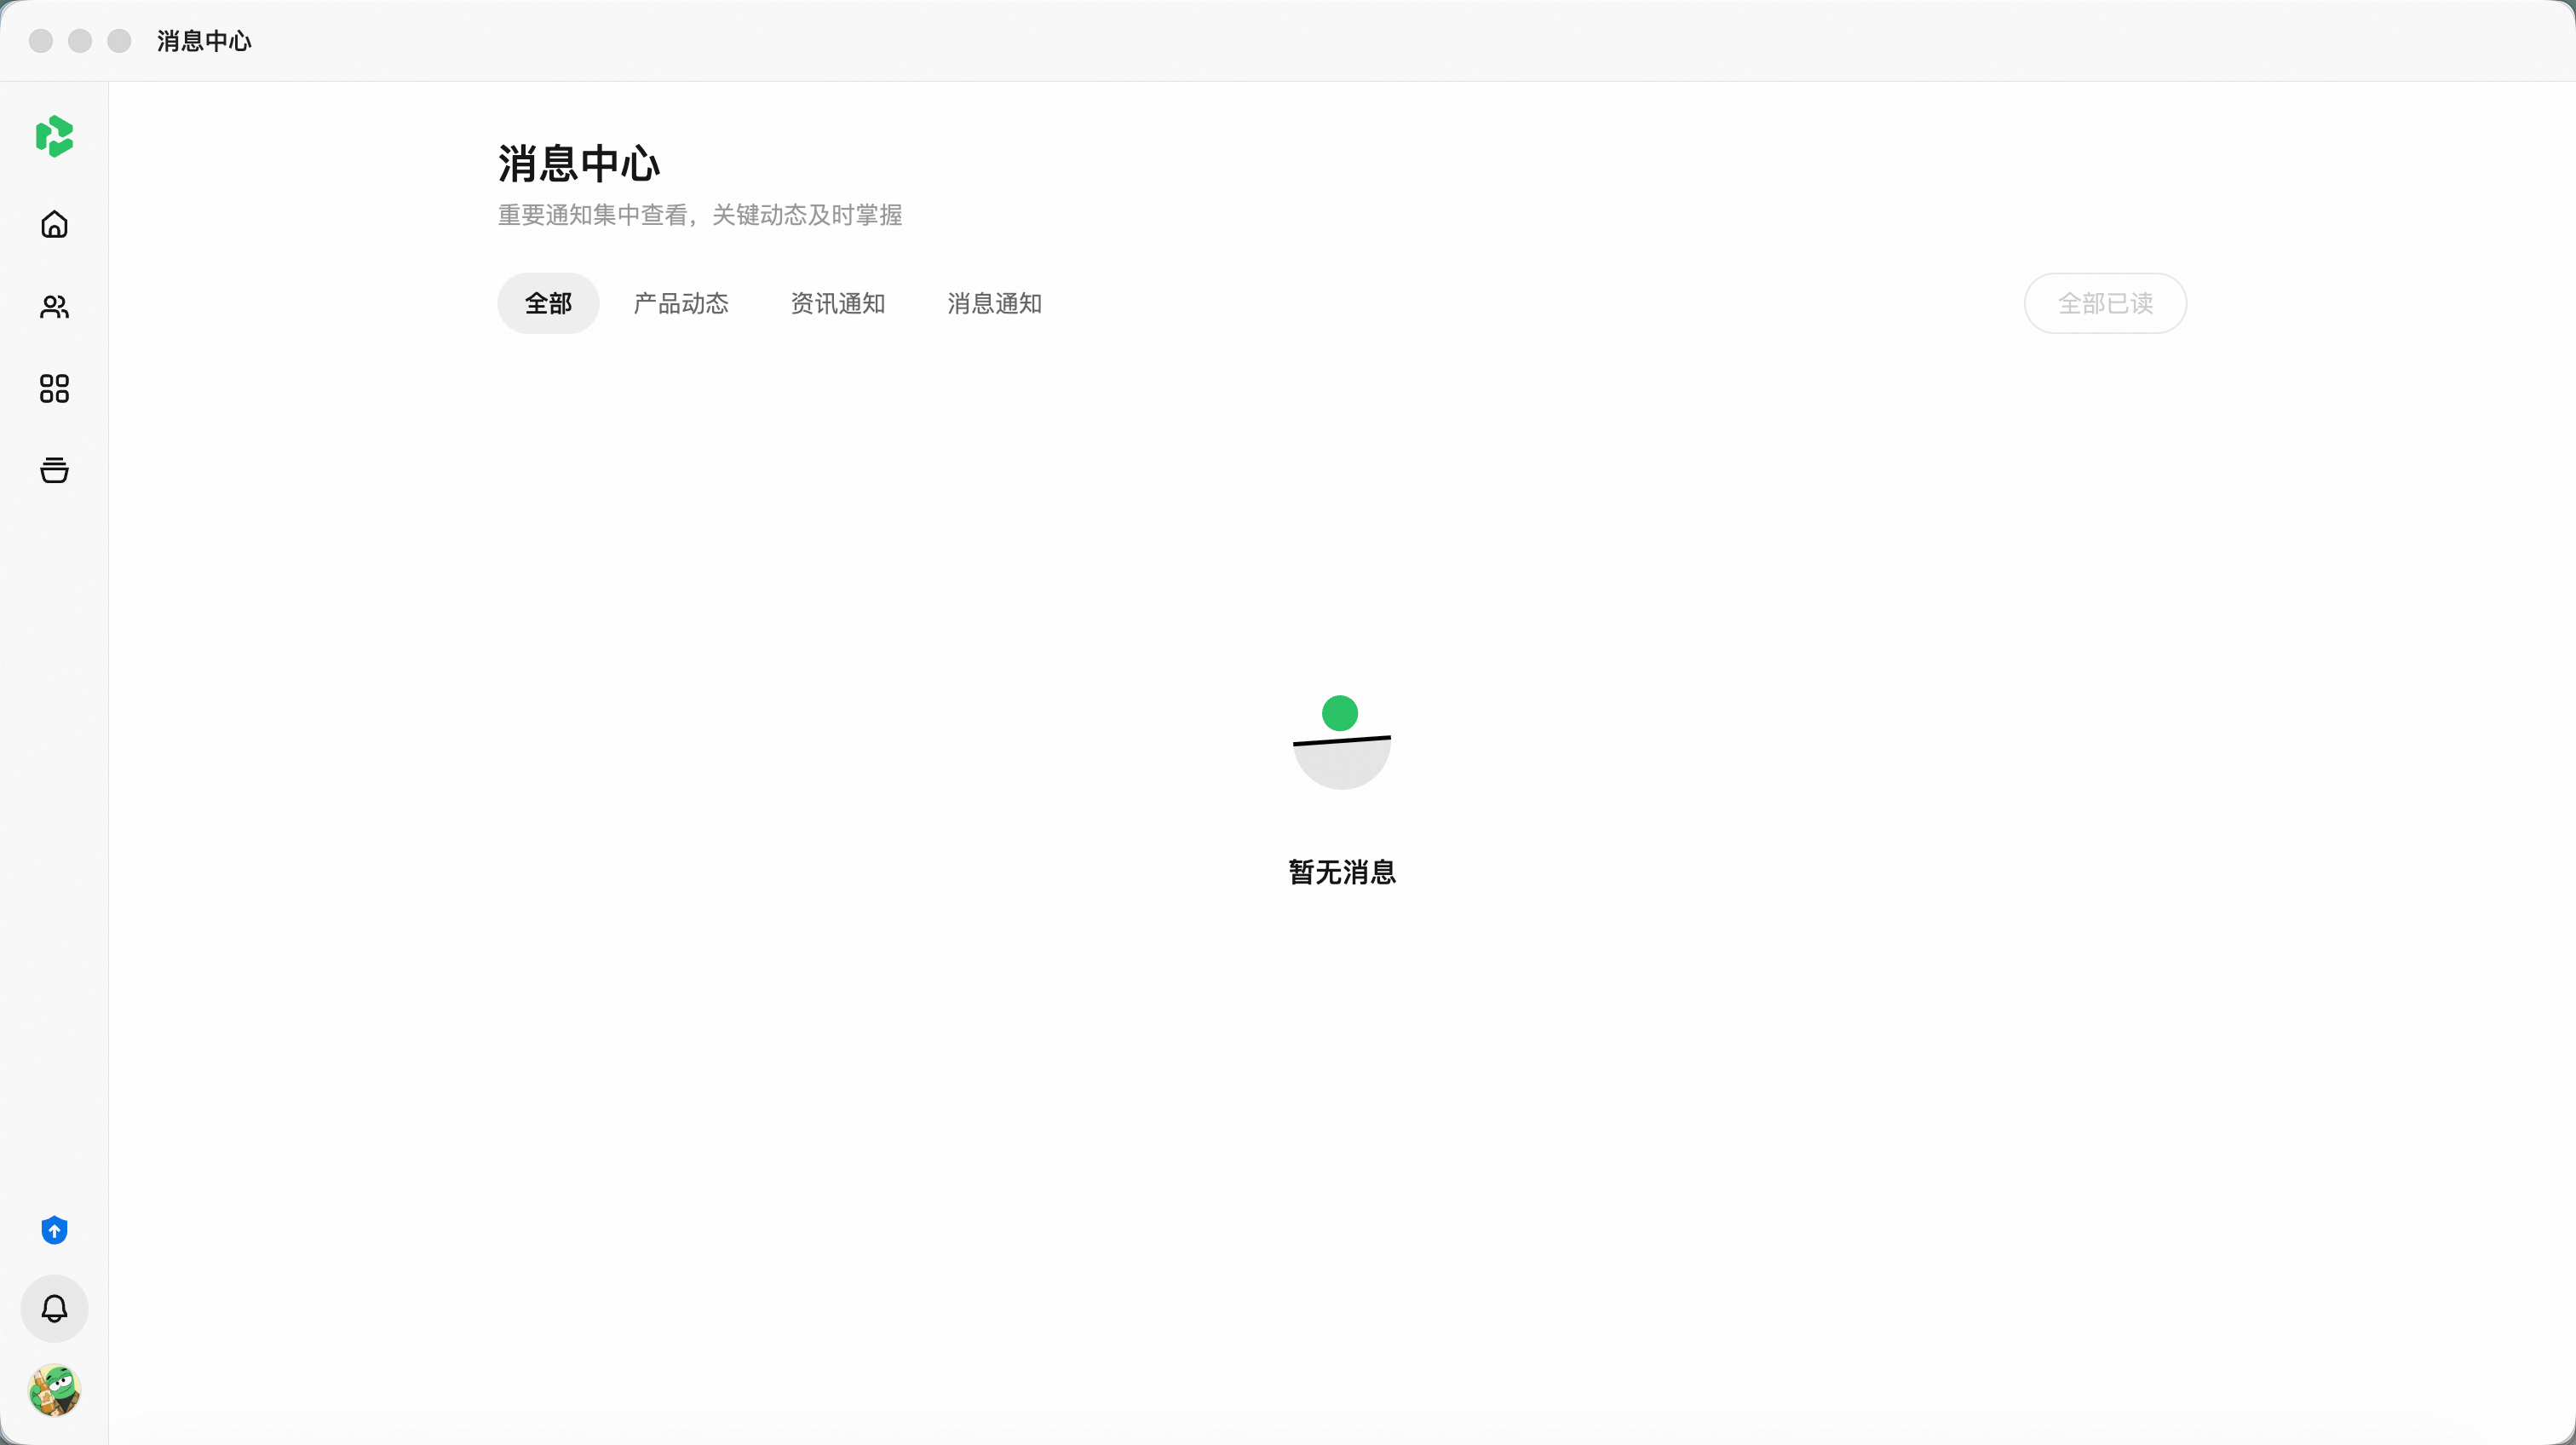 消息中心
消息中心
重要通知集中查看，关键动态及时掌握
全部 产品动态 资讯通知 消息通知 全部已读
暂无消息